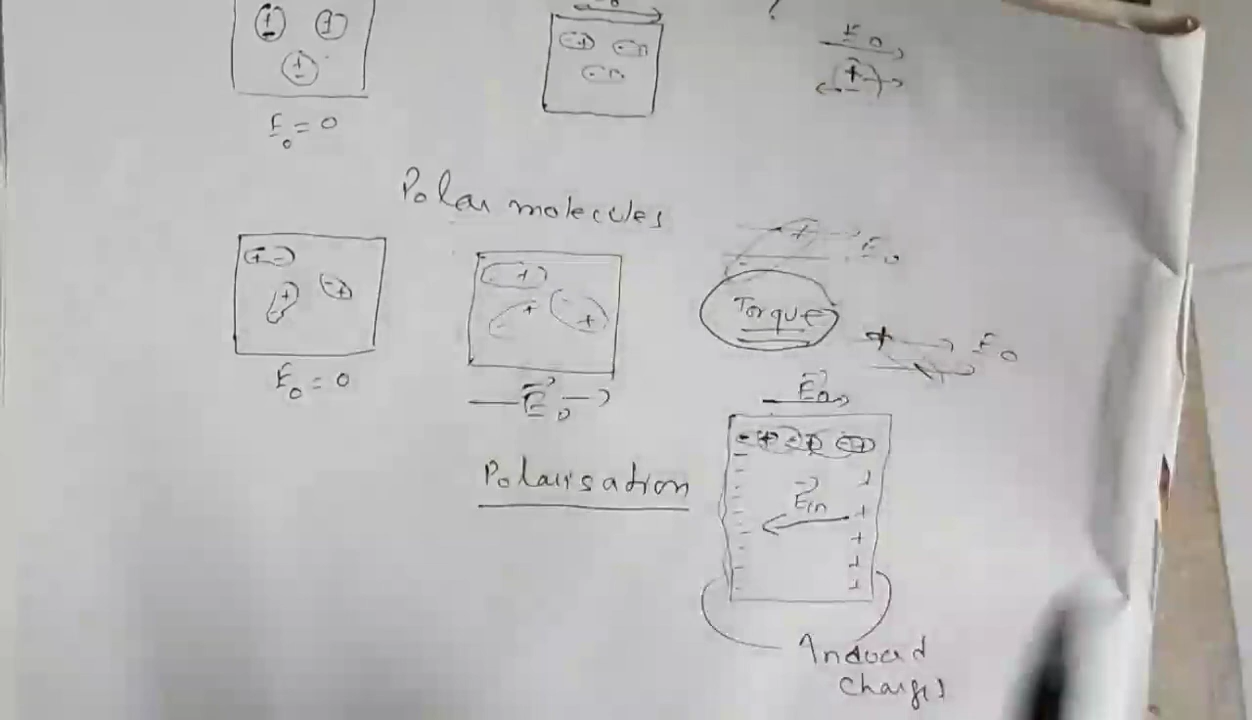 E₀
E₀ = 0
Polar molecules
E₀
Torque
E₀
E₀ = 0
E₀
E₀
Polarisation
Ein
Induced
charges